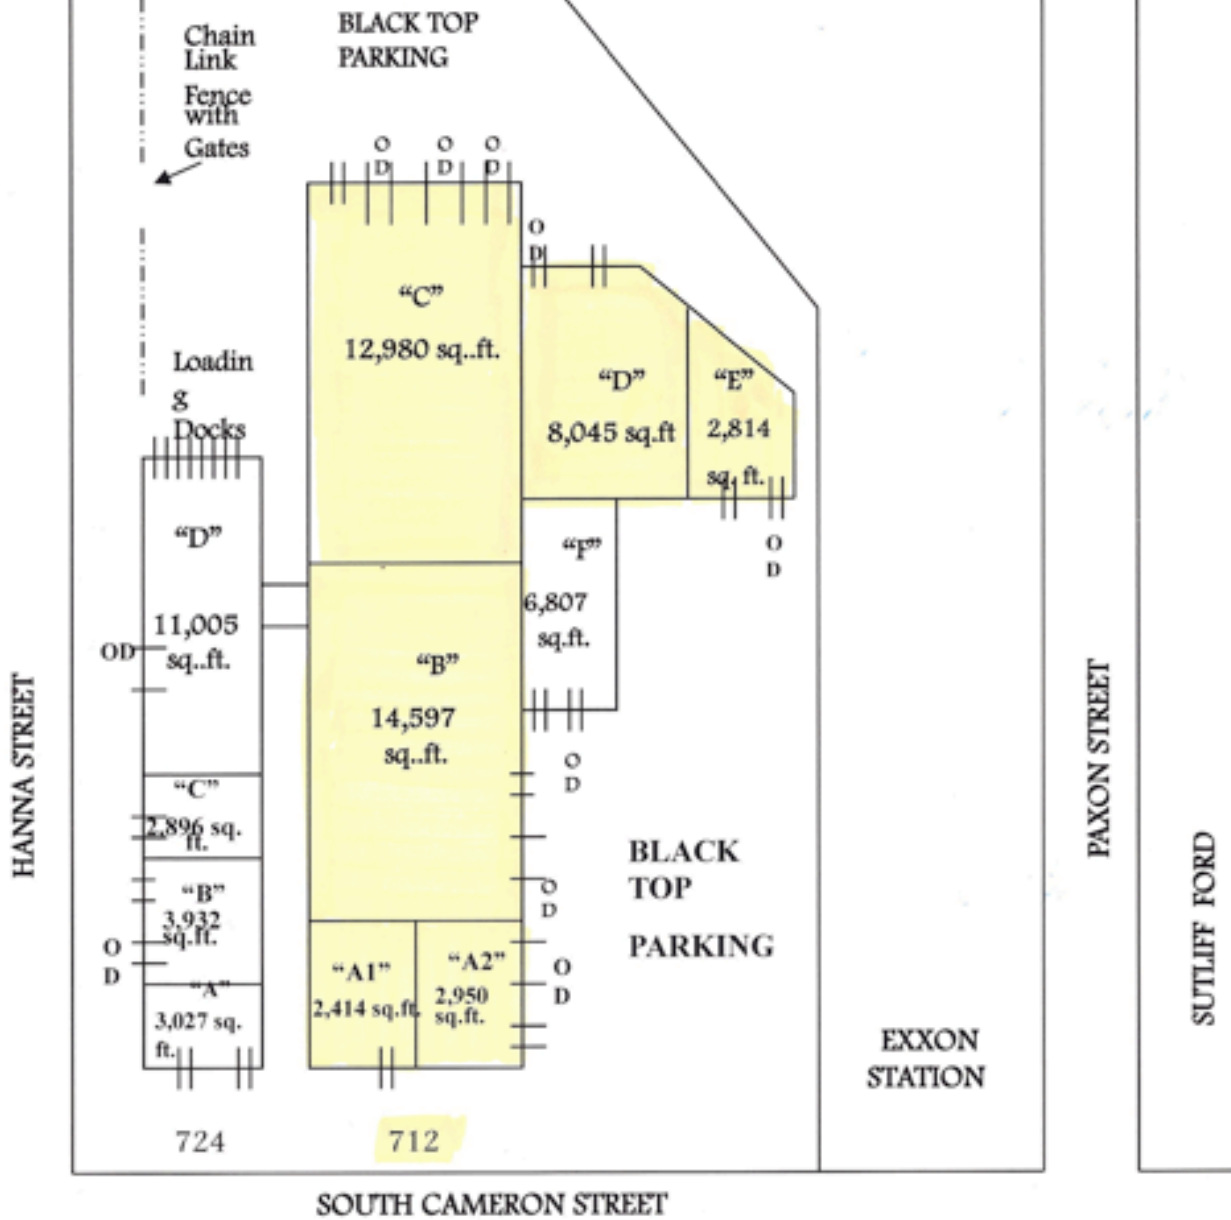 BLACK TOP
PARKING
Chain
Link
Fence
with
Gates
O
D
O
D
O
D
O
D
“C”
12,980 sq..ft.
“D”
8,045 sq.ft
“E”
2,814
sq. ft.
O
D
Loadin
g
Docks
“D”
11,005
sq..ft.
OD
“F”
6,807
sq.ft.
O
D
“B”
14,597
sq..ft.
“C”
2,896 sq.
ft.
“B”
3,932
sq.ft.
O
D
“A”
3,027 sq.
ft.
“A1”
2,414 sq.ft.
“A2”
2,950
sq.ft.
O
D
O
D
BLACK
TOP
PARKING
EXXON
STATION
HANNA STREET
PAXON STREET
SUTLIFF FORD
724
712
SOUTH CAMERON STREET